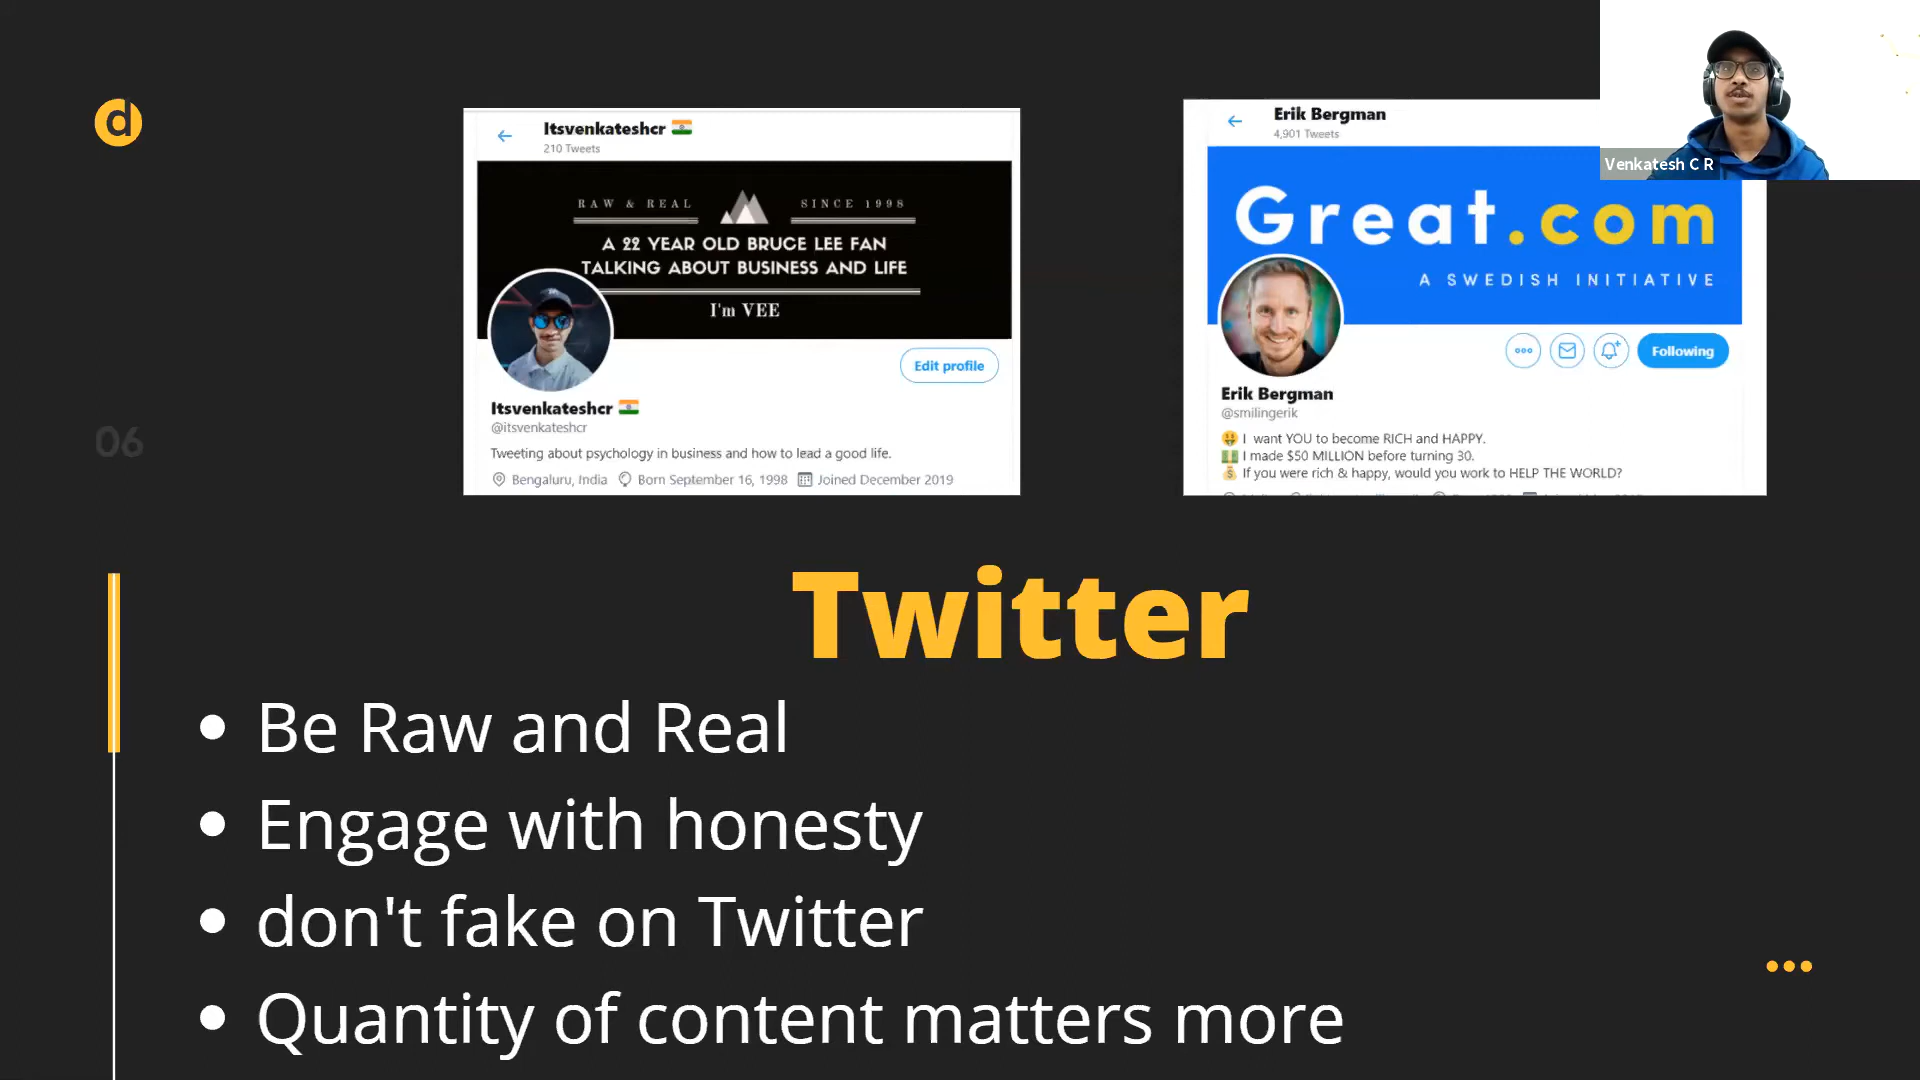 d
Itsvenkateshcr 🇮🇳
210 Tweets
RAW & REAL
SINCE 1998
A 22 YEAR OLD BRUCE LEE FAN
TALKING ABOUT BUSINESS AND LIFE
I'm VEE
Edit profile
Itsvenkateshcr 🇮🇳
@itsvenkateshcr
Tweeting about psychology in business and how to lead a good life.
Bengaluru, India Born September 16, 1998 Joined December 2019
Erik Bergman
4,901 Tweets
Great.com
A SWEDISH INITIATIVE
Following
Erik Bergman
@smilingerik
🤑 I want YOU to become RICH and HAPPY.
💵 I made $50 MILLION before turning 30.
💰 If you were rich & happy, would you work to HELP THE WORLD?
Venkatesh C R
06
Twitter
• Be Raw and Real
• Engage with honesty
• don't fake on Twitter
• Quantity of content matters more